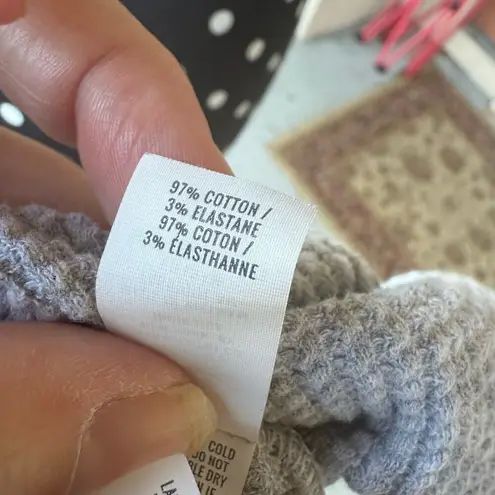 97% COTTON /
3% ELASTANE
97% COTON /
3% ÉLASTHANNE
COLD
DO NOT
DRY